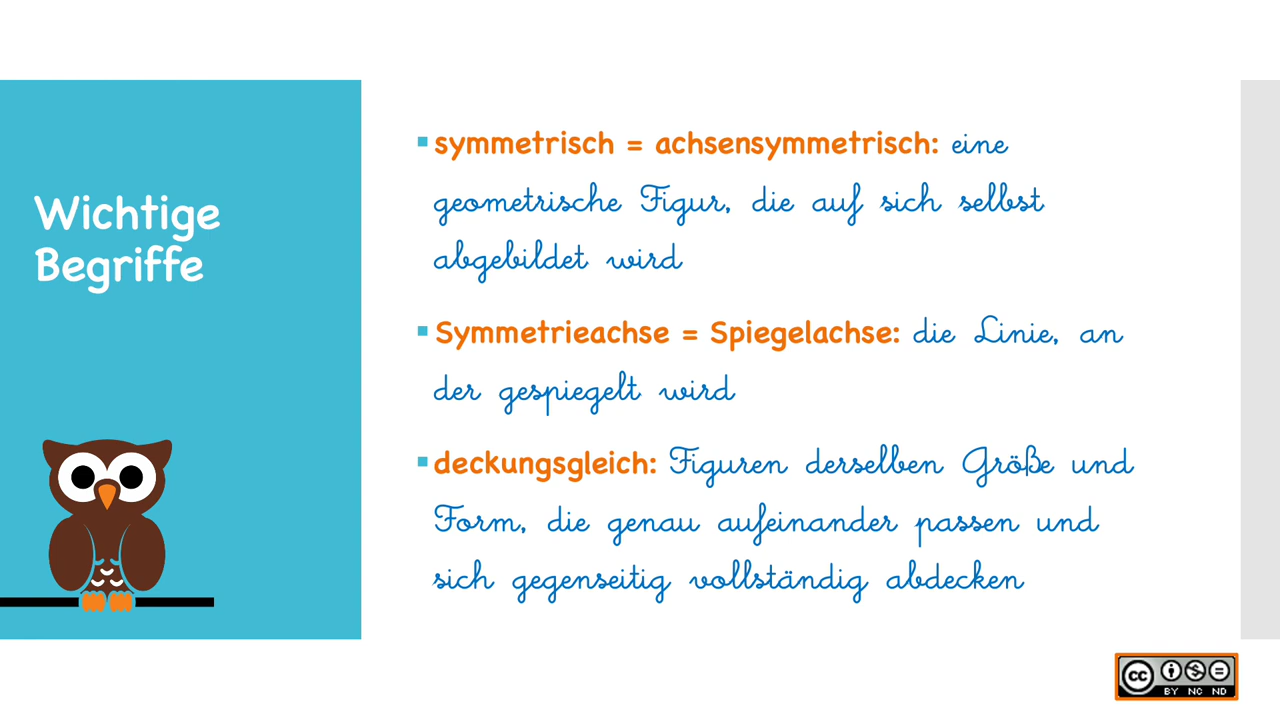 Wichtige
Begriffe
symmetrisch = achsensymmetrisch: eine
geometrische Figur, die auf sich selbst
abgebildet wird
Symmetrieachse = Spiegelachse: die Linie, an
der gespiegelt wird
deckungsgleich: Figuren derselben Größe und
Form, die genau aufeinander passen und
sich gegenseitig vollständig abdecken
cc
BY NC ND